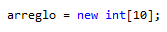 arreglo = new int[10];